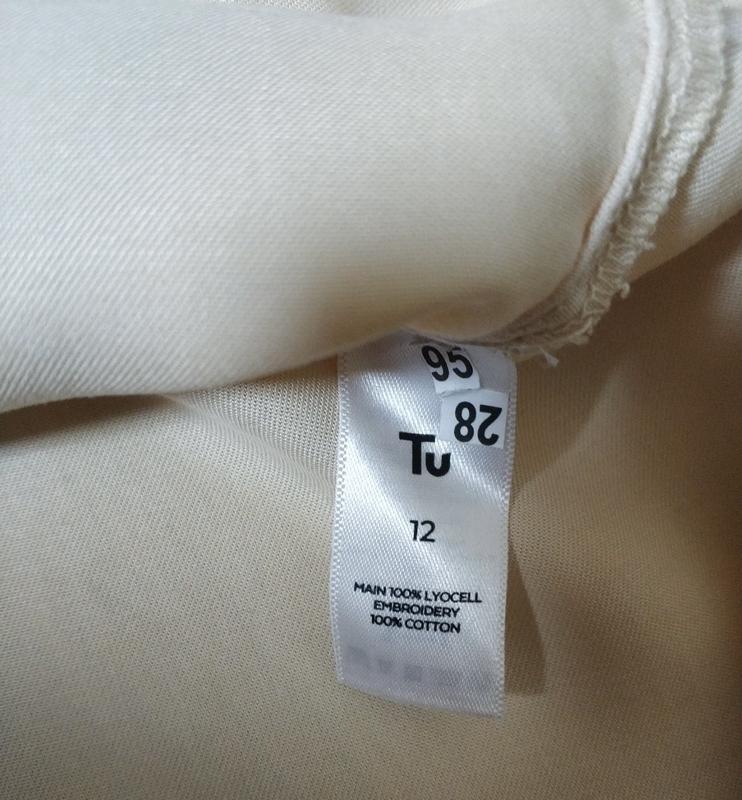 95
28
Tu
12
MAIN 100% LYOCELL
EMBROIDERY
100% COTTON